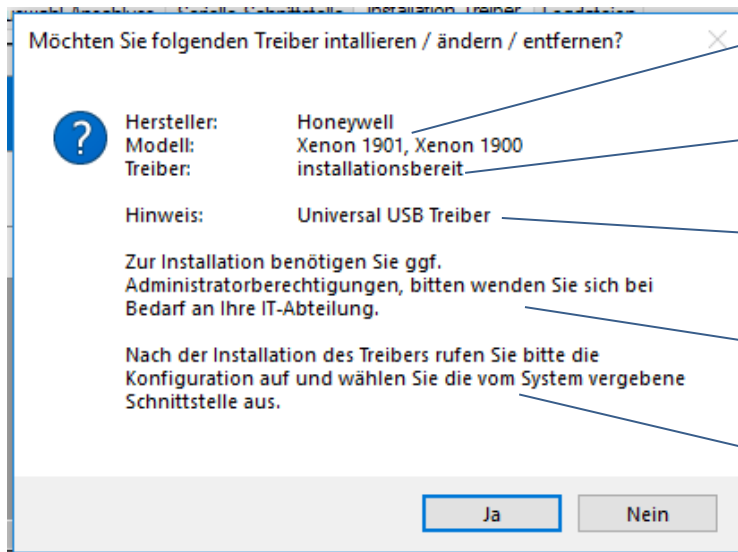 Installation Treiber
Möchten Sie folgenden Treiber intallieren / ändern / entfernen?
Hersteller: Honeywell
Modell: Xenon 1901, Xenon 1900
Treiber: installationsbereit
Hinweis: Universal USB Treiber
Zur Installation benötigen Sie ggf.
Administratorberechtigungen, bitten wenden Sie sich bei
Bedarf an Ihre IT-Abteilung.
Nach der Installation des Treibers rufen Sie bitte die
Konfiguration auf und wählen Sie die vom System vergebene
Schnittstelle aus.
Ja Nein